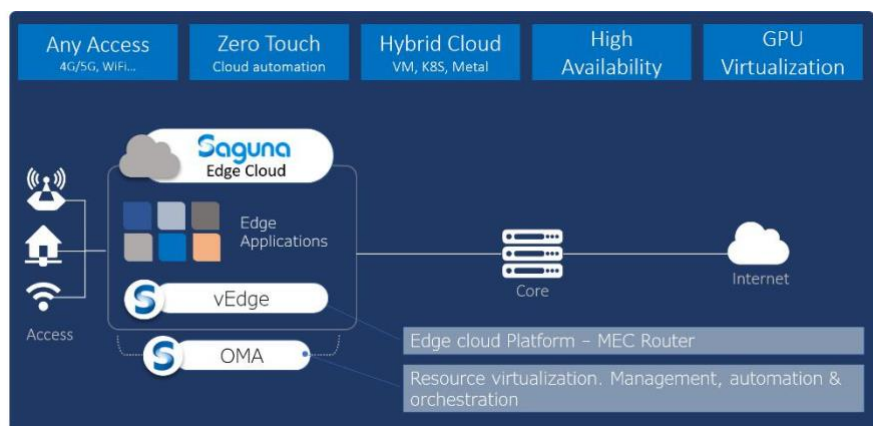 Any Access
4G/5G, WiFi...
Zero Touch
Cloud automation
Hybrid Cloud
VM, K8S, Metal
High
Availability
GPU
Virtualization
Saguna
Edge Cloud
Edge
Applications
S vEdge
S OMA
Access
Core
Internet
Edge cloud Platform – MEC Router
Resource virtualization. Management, automation &
orchestration